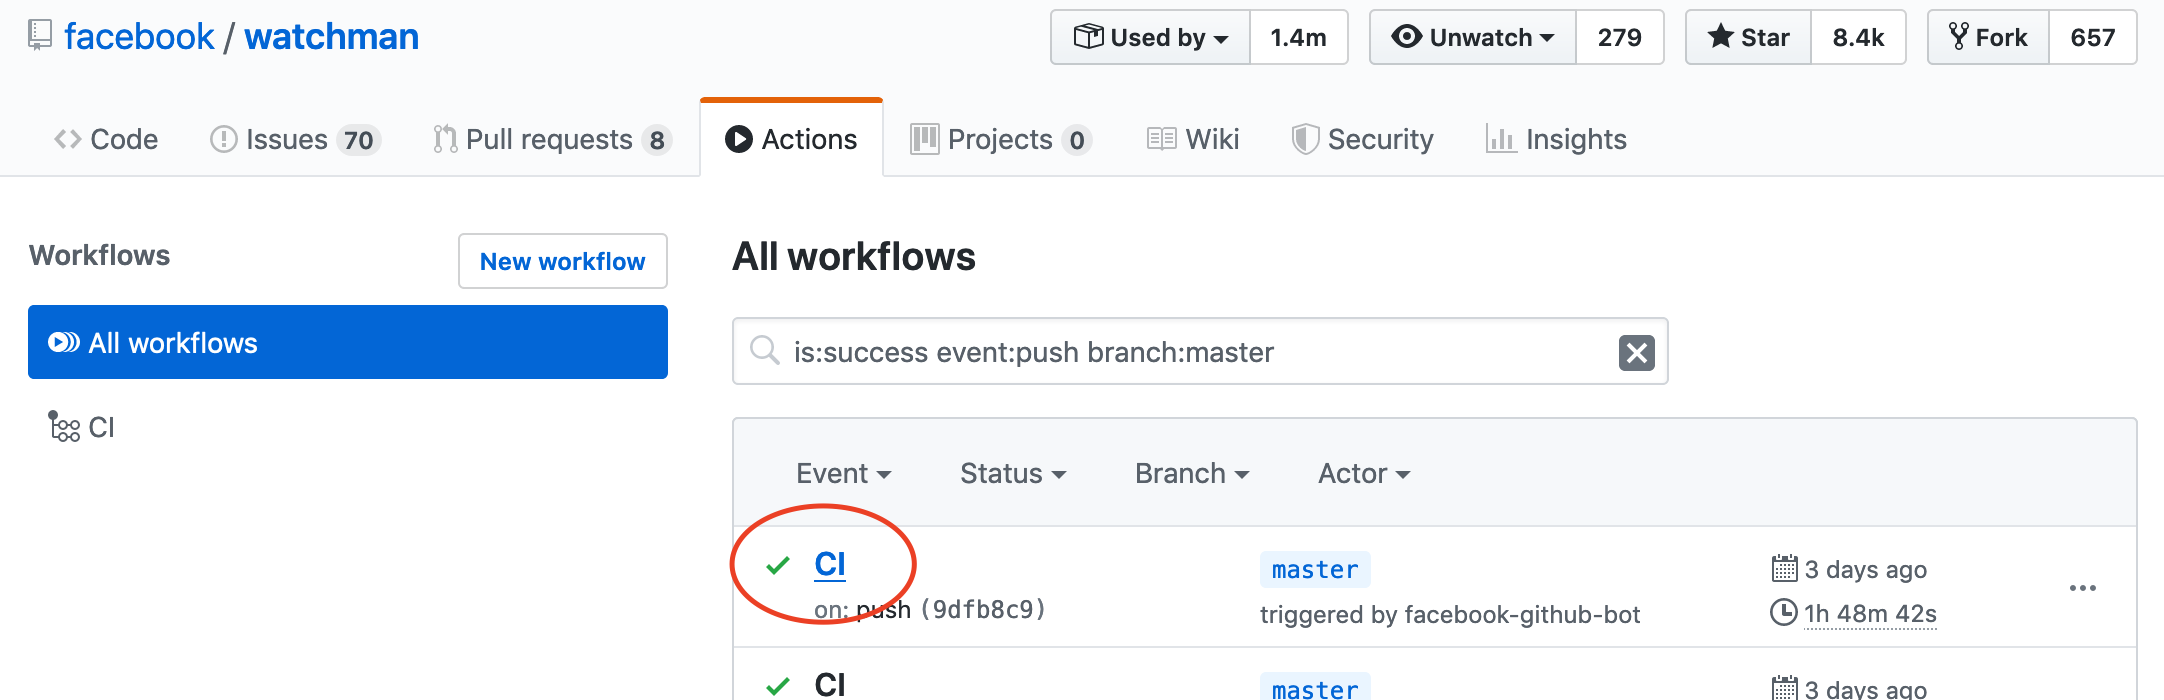 facebook / watchman
Used by 1.4m Unwatch 279 Star 8.4k Fork 657
Code Issues 70 Pull requests 8 Actions Projects 0 Wiki Security Insights
Workflows
New workflow
All workflows
CI
All workflows
is:success event:push branch:master
Event Status Branch Actor
CI master 3 days ago
on: push (9dfb8c9) triggered by facebook-github-bot 1h 48m 42s
CI master 3 days ago